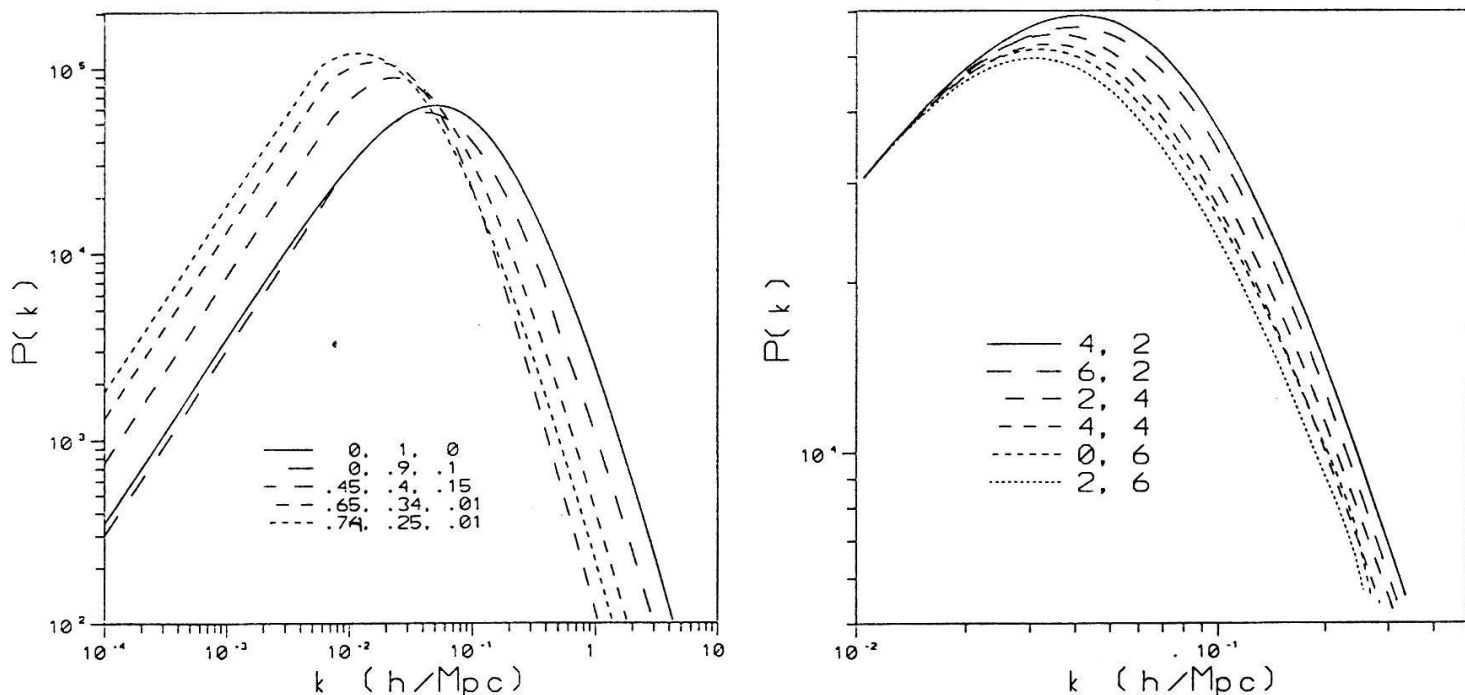 P(k)
10⁵
10⁴
10³
10²
0, 1, 0
0, .9, .1
.45, .4, .15
.65, .34, .01
.74, .25, .01
10⁻⁴ 10⁻³ 10⁻² 10⁻¹ 1 10
k (h/Mpc)
P(k)
10⁴
4, 2
6, 2
2, 4
4, 4
0, 6
2, 6
10⁻² 10⁻¹
k (h/Mpc)